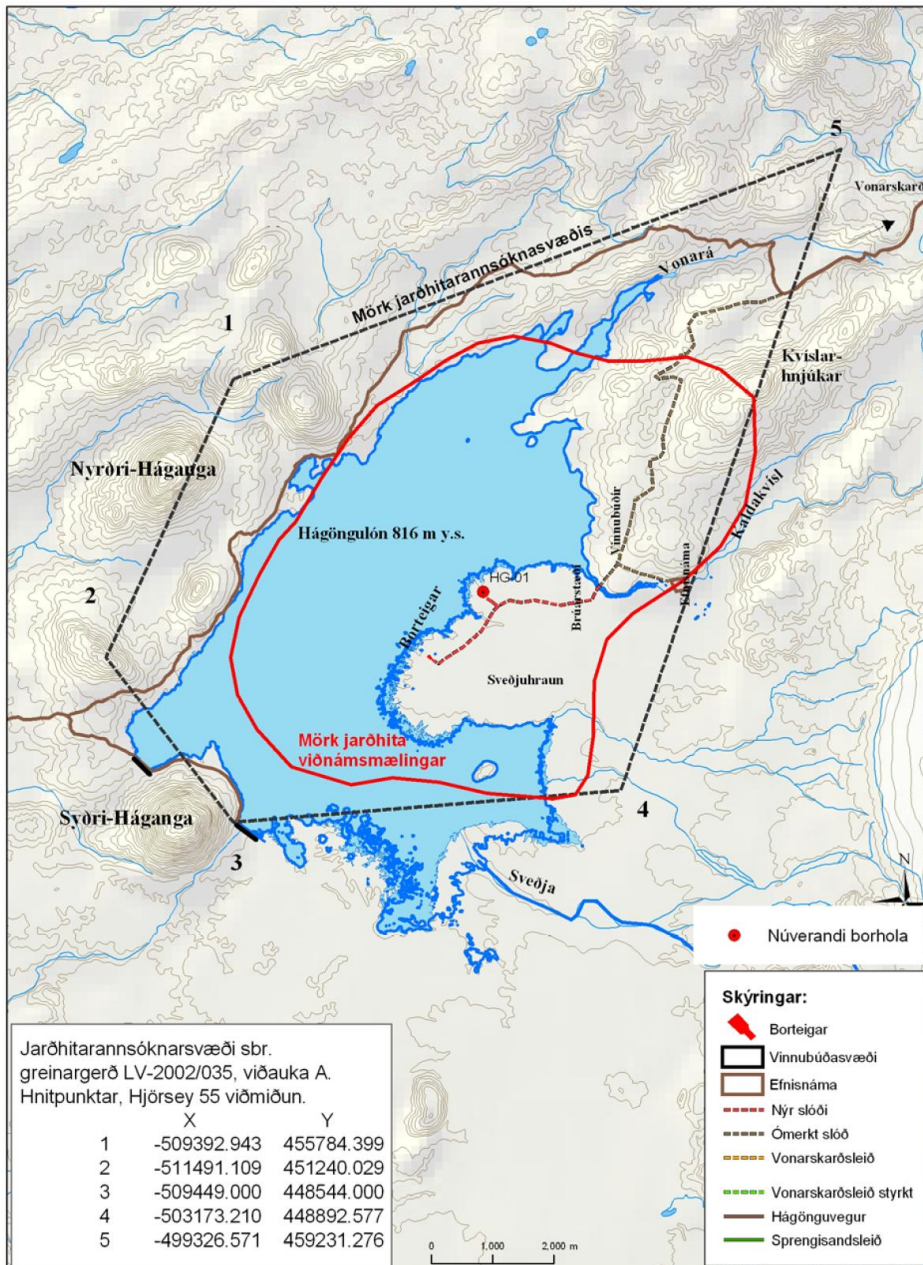 5
Vonarskarð
Vonará
Mörk jarðhitarannsóknasvæðis
1
Kvíslar-
hnjúkar
Nyrðri-Háganga
Kaldakvísl
Hágöngulón 816 m y.s.
Vinnubúðir
HG-01
Efnisnáma
2
Brúarstæði
Borteigar
Sveðjuhraun
Mörk jarðhita
viðnámsmælingar
Syðri-Háganga
4
3
Sveðja
N
Núverandi borhola
Skýringar:
Borteigar
Vinnubúðasvæði
Efnisnáma
Nýr slóði
Ómerkt slóð
Vonarskarðsleið
Vonarskarðsleið styrkt
Hágönguvegur
Sprengisandsleið
Jarðhitarannsóknarsvæði sbr.
greinargerð LV-2002/035, viðauka A.
Hnitpunktar, Hjörsey 55 viðmiðun.
X Y
1 -509392.943 455784.399
2 -511491.109 451240.029
3 -509449.000 448544.000
4 -503173.210 448892.577
5 -499326.571 459231.276
0 1,000 2,000 m